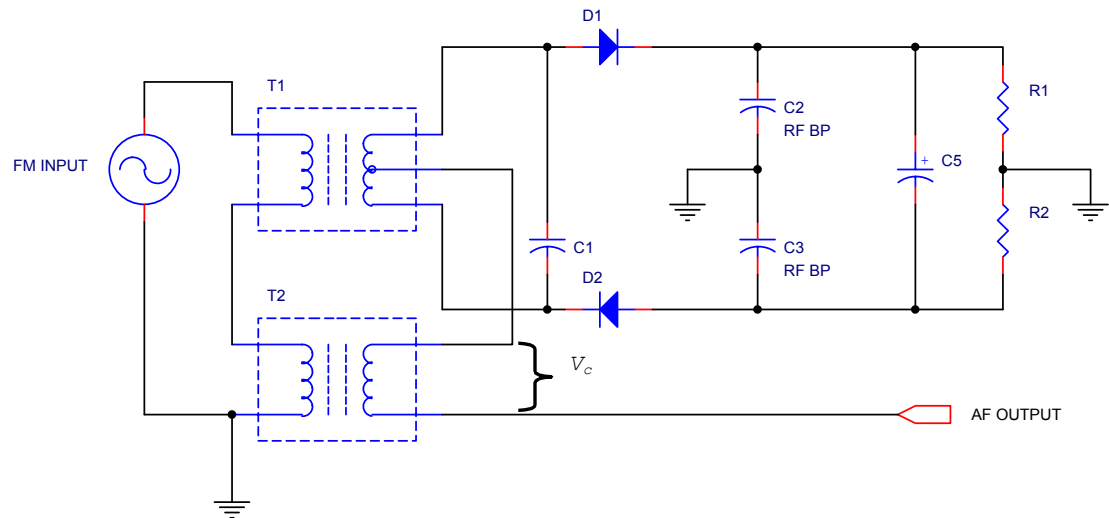 D1
T1
C2
RF BP
R1
FM INPUT
+
C5
C1
C3
RF BP
R2
D2
T2
Vc
AF OUTPUT